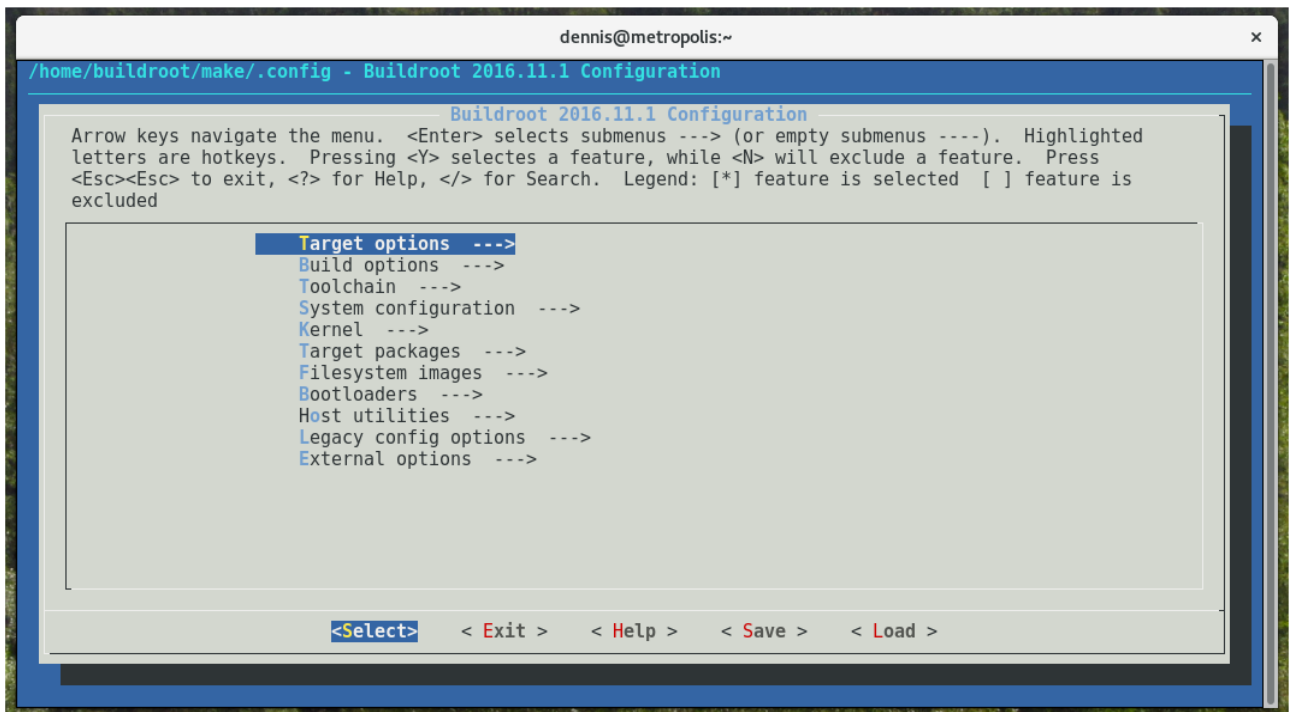 dennis@metropolis:~ ×
/home/buildroot/make/.config - Buildroot 2016.11.1 Configuration
Buildroot 2016.11.1 Configuration
Arrow keys navigate the menu.  <Enter> selects submenus ---> (or empty submenus ----).  Highlighted
letters are hotkeys.  Pressing <Y> selectes a feature, while <N> will exclude a feature.  Press
<Esc><Esc> to exit, <?> for Help, </> for Search.  Legend: [*] feature is selected  [ ] feature is
excluded
Target options  --->
Build options  --->
Toolchain  --->
System configuration  --->
Kernel  --->
Target packages  --->
Filesystem images  --->
Bootloaders  --->
Host utilities  --->
Legacy config options  --->
External options  --->
<Select>    < Exit >    < Help >    < Save >    < Load >